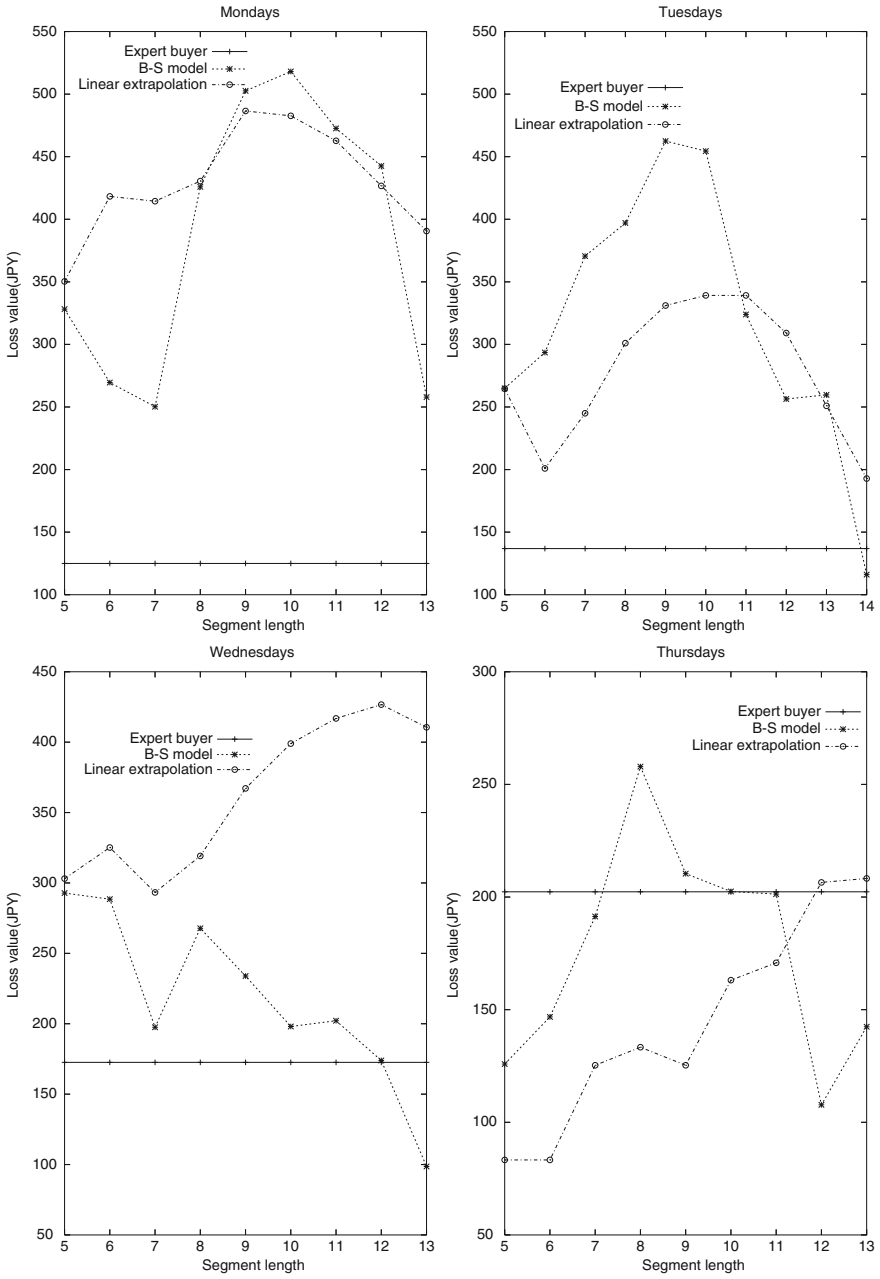 Mondays
550
500
450
400
350
300
250
200
150
100
Loss value(JPY)
Expert buyer
B-S model
Linear extrapolation
5 6 7 8 9 10 11 12 13
Segment length
Tuesdays
550
500
450
400
350
300
250
200
150
100
Loss value(JPY)
Expert buyer
B-S model
Linear extrapolation
5 6 7 8 9 10 11 12 13 14
Segment length
Wednesdays
450
400
350
300
250
200
150
100
50
Loss value(JPY)
Expert buyer
B-S model
Linear extrapolation
5 6 7 8 9 10 11 12 13
Segment length
Thursdays
300
250
200
150
100
50
Loss value(JPY)
Expert buyer
B-S model
Linear extrapolation
5 6 7 8 9 10 11 12 13
Segment length